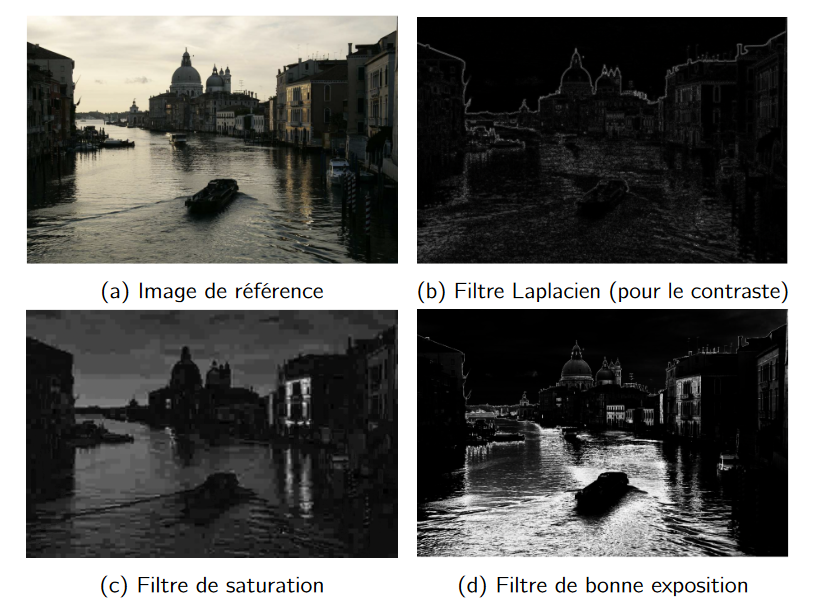 (a) Image de référence
(b) Filtre Laplacien (pour le contraste)
(c) Filtre de saturation
(d) Filtre de bonne exposition